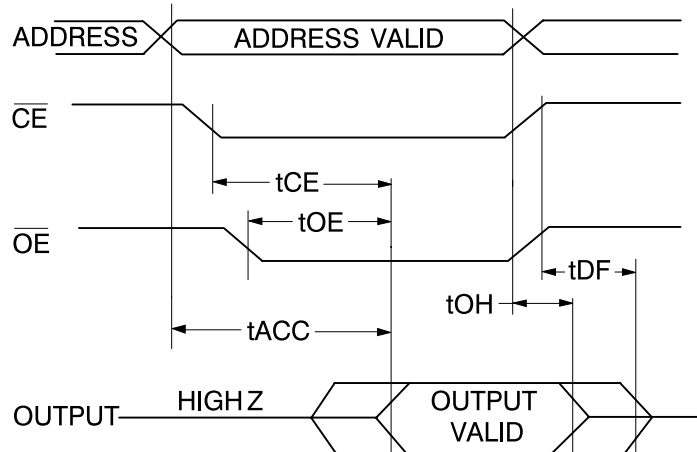 ADDRESS
ADDRESS VALID
CE
tCE
tOE
OE
tDF
tOH
tACC
HIGH Z
OUTPUT
OUTPUT
VALID